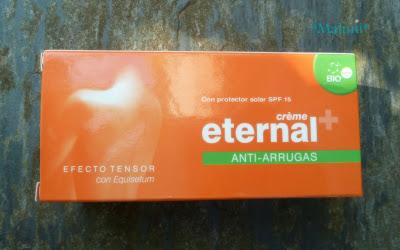 BIO
Con protector solar SPF 15
crème
eternal+
ANTI-ARRUGAS
EFECTO TENSOR
con Equisetum